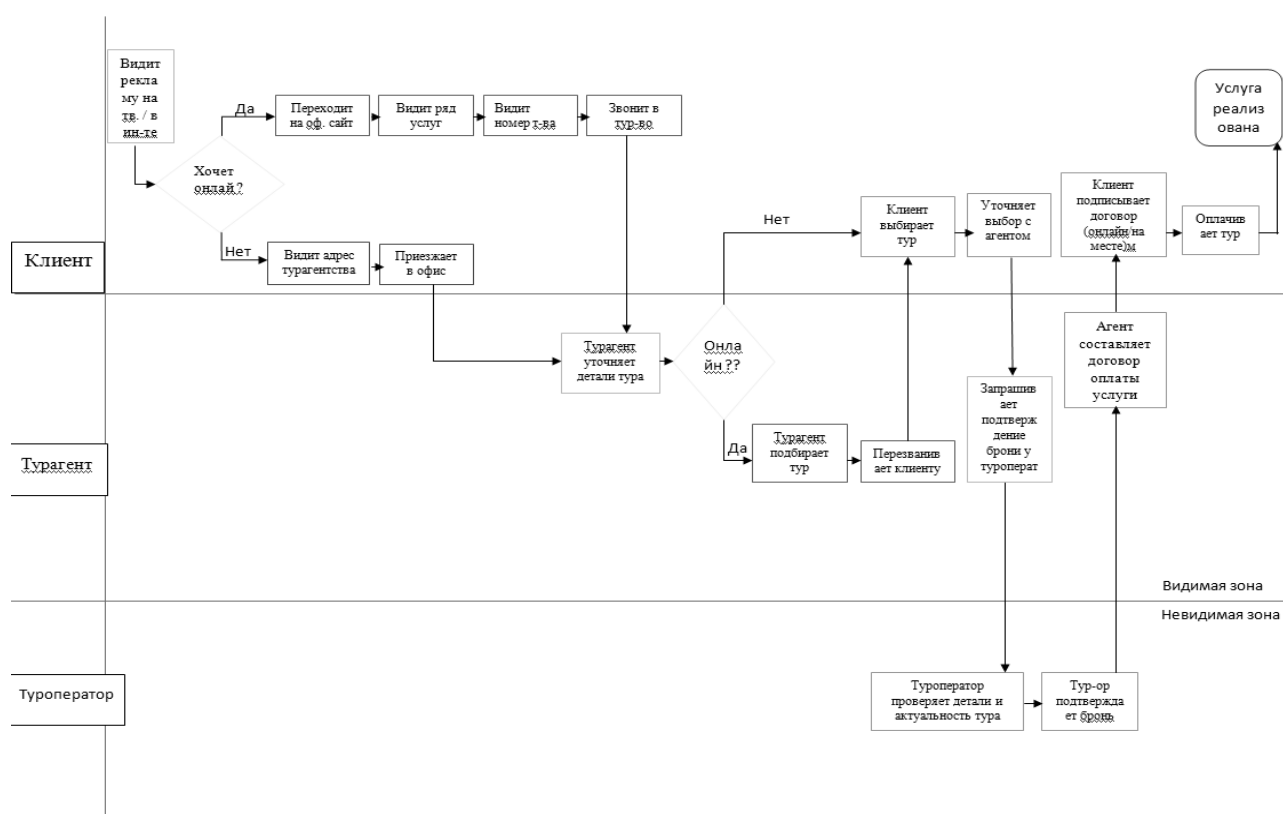 Видит
рекла
му на
тв. / в
ин-те
Хочет
онлай ?
Да
Переходит
на оф. сайт
Видит ряд
услуг
Видит
номер т-ва
Звонит в
тур-во
Нет
Видит адрес
турагентства
Приезжает
в офис
Клиент
Нет
Клиент
выбирает
тур
Уточняет
выбор с
агентом
Клиент
подписывает
договор
(онлайн/на
месте)м
Оплачив
ает тур
Услуга
реализ
ована
Турагент
уточняет
детали тура
Онла
йн ??
Да
Турагент
подбирает
тур
Перезванив
ает клиенту
Запрашив
ает
подтверж
дение
брони у
туроперат
Агент
составляет
договор
оплаты
услуги
Турагент
Видимая зона
Невидимая зона
Туроператор
Туроператор
проверяет детали и
актуальность тура
Тур-ор
подтвержда
ет бронь